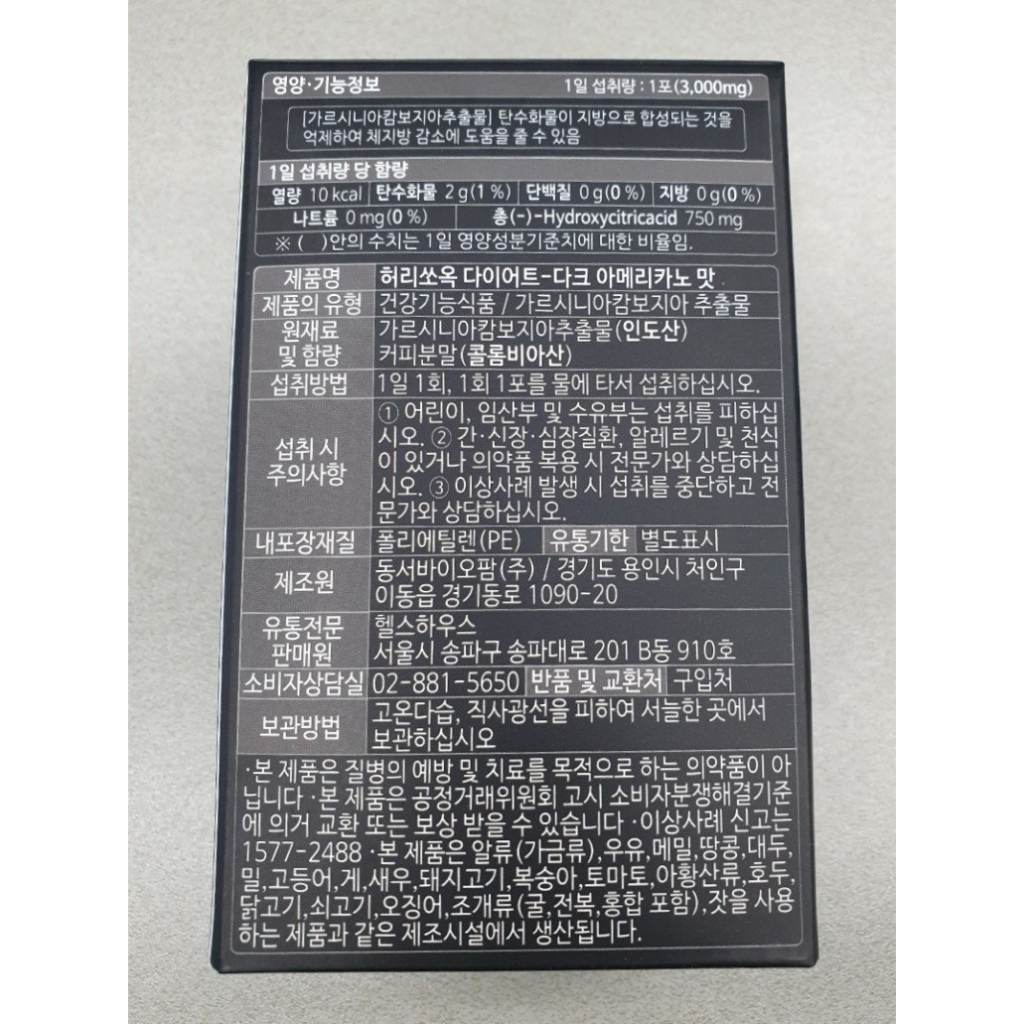 영양·기능정보 1일 섭취량 : 1포(3,000mg)
[가르시니아캄보지아추출물] 탄수화물이 지방으로 합성되는 것을
억제하여 체지방 감소에 도움을 줄 수 있음
1일 섭취량 당 함량
열량 10 kcal 탄수화물 2 g(1 %) 단백질 0 g(0 %) 지방 0 g(0 %)
나트륨 0 mg(0 %) 총(-)-Hydroxycitricacid 750 mg
※ ( )안의 수치는 1일 영양성분기준치에 대한 비율임.
제품명 허리쏘옥 다이어트-다크 아메리카노 맛
제품의 유형 건강기능식품 / 가르시니아캄보지아 추출물
원재료 가르시니아캄보지아추출물(인도산)
및 함량 커피분말(콜롬비아산)
섭취방법 1일 1회, 1회 1포를 물에 타서 섭취하십시오.
섭취 시
주의사항
① 어린이, 임산부 및 수유부는 섭취를 피하십
시오. ② 간·신장·심장질환, 알레르기 및 천식
이 있거나 의약품 복용 시 전문가와 상담하십
시오. ③ 이상사례 발생 시 섭취를 중단하고 전
문가와 상담하십시오.
내포장재질 폴리에틸렌(PE) 유통기한 별도표시
제조원 동서바이오팜(주) / 경기도 용인시 처인구
이동읍 경기동로 1090-20
유통전문 헬스하우스
판매원 서울시 송파구 송파대로 201 B동 910호
소비자상담실 02-881-5650 반품 및 교환처 구입처
보관방법 고온다습, 직사광선을 피하여 서늘한 곳에서
보관하십시오
·본 제품은 질병의 예방 및 치료를 목적으로 하는 의약품이 아
닙니다 ·본 제품은 공정거래위원회 고시 소비자분쟁해결기준
에 의거 교환 또는 보상 받을 수 있습니다 ·이상사례 신고는
1577-2488 ·본 제품은 알류(가금류),우유,메밀,땅콩,대두,
밀,고등어,게,새우,돼지고기,복숭아,토마토,아황산류,호두,
닭고기,쇠고기,오징어,조개류(굴,전복,홍합 포함),잣을 사용
하는 제품과 같은 제조시설에서 생산됩니다.